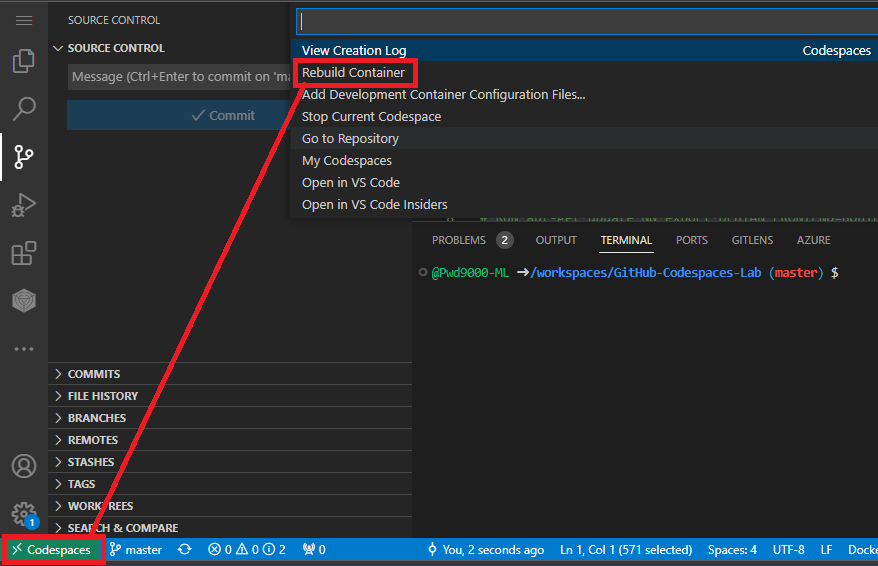 SOURCE CONTROL
SOURCE CONTROL
Message (Ctrl+Enter to commit on 'ma
Commit
View Creation Log Codespaces
Rebuild Container
Add Development Container Configuration Files...
Stop Current Codespace
Go to Repository
My Codespaces
Open in VS Code
Open in VS Code Insiders
PROBLEMS 2 OUTPUT TERMINAL PORTS GITLENS AZURE
@Pwd9000-ML ➜/workspaces/GitHub-Codespaces-Lab (master) $
COMMITS
FILE HISTORY
BRANCHES
REMOTES
STASHES
TAGS
WORKTREES
SEARCH & COMPARE
1
Codespaces master 0 0 2 0 You, 2 seconds ago Ln 1, Col 1 (571 selected) Spaces: 4 UTF-8 LF Docke